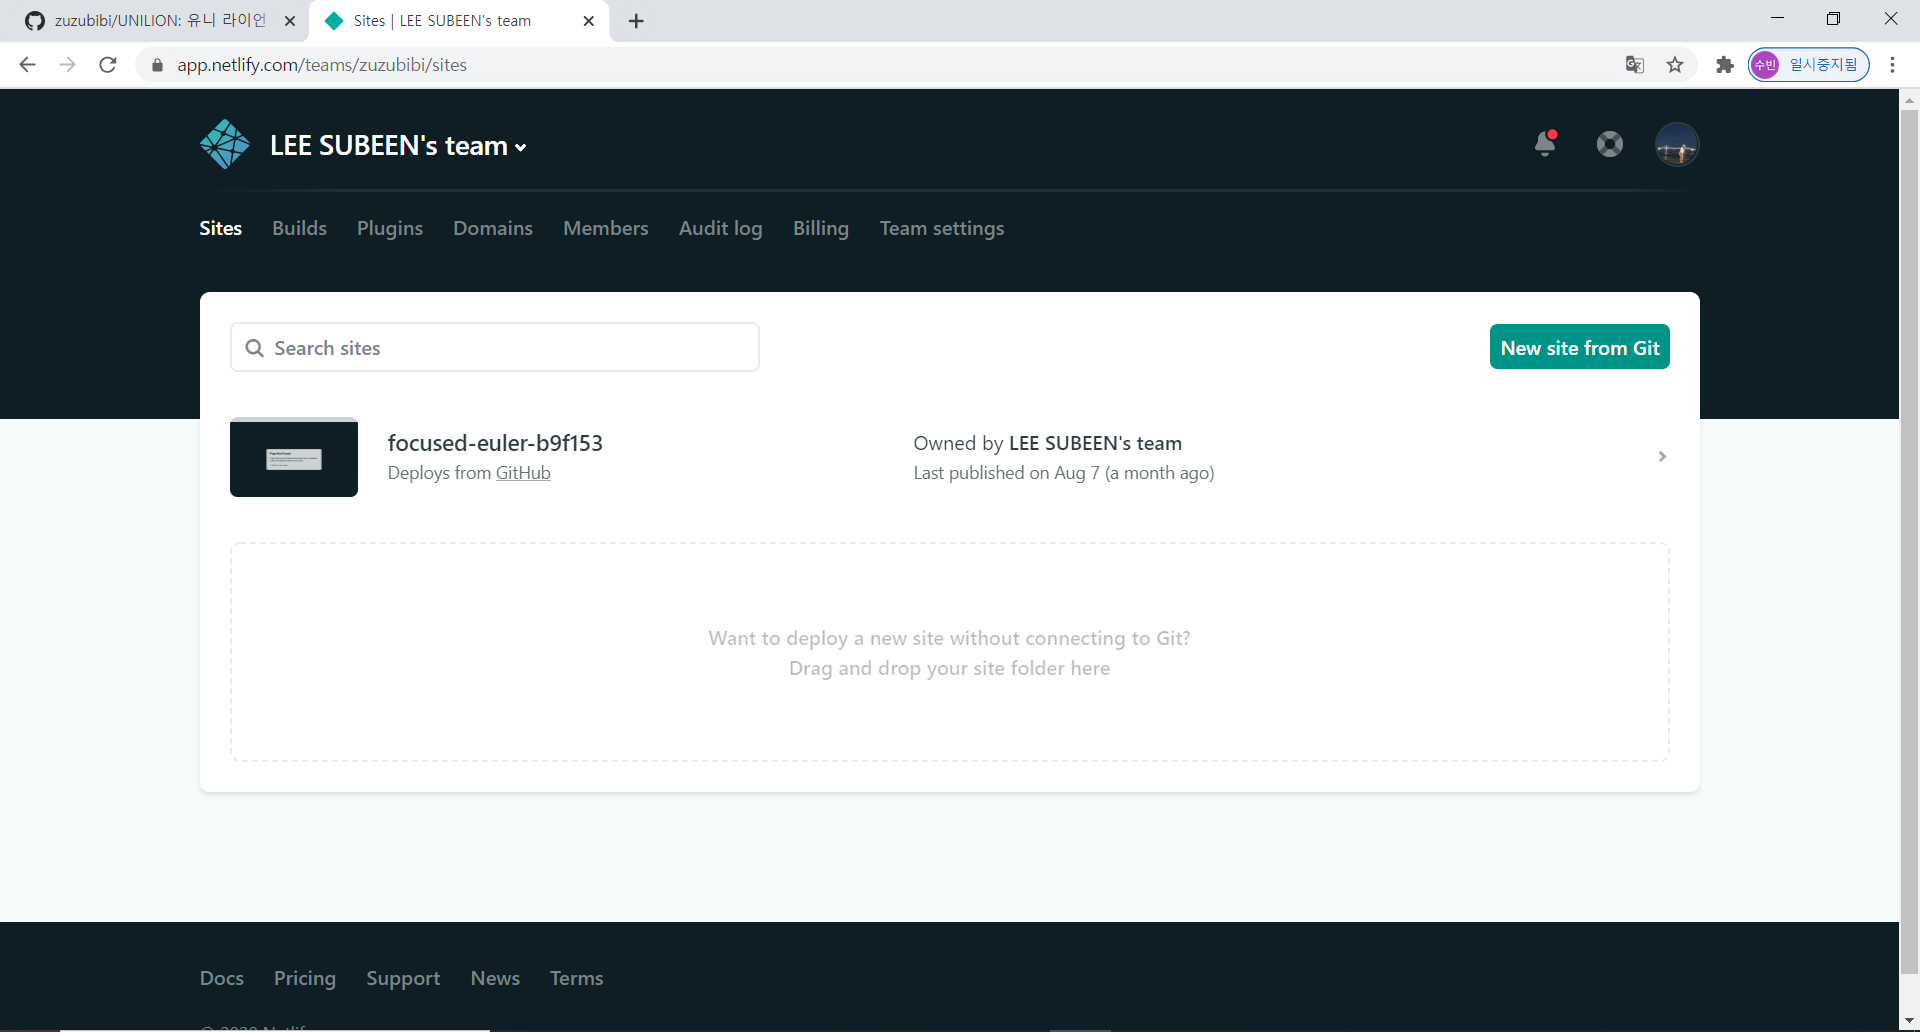 zuzubibi/UNILION: 유니 라이언
Sites | LEE SUBEEN's team
app.netlify.com/teams/zuzubibi/sites
수빈 일시중지됨
LEE SUBEEN's team
Sites Builds Plugins Domains Members Audit log Billing Team settings
Search sites
New site from Git
focused-euler-b9f153
Deploys from GitHub
Owned by LEE SUBEEN's team
Last published on Aug 7 (a month ago)
Want to deploy a new site without connecting to Git?
Drag and drop your site folder here
Docs Pricing Support News Terms